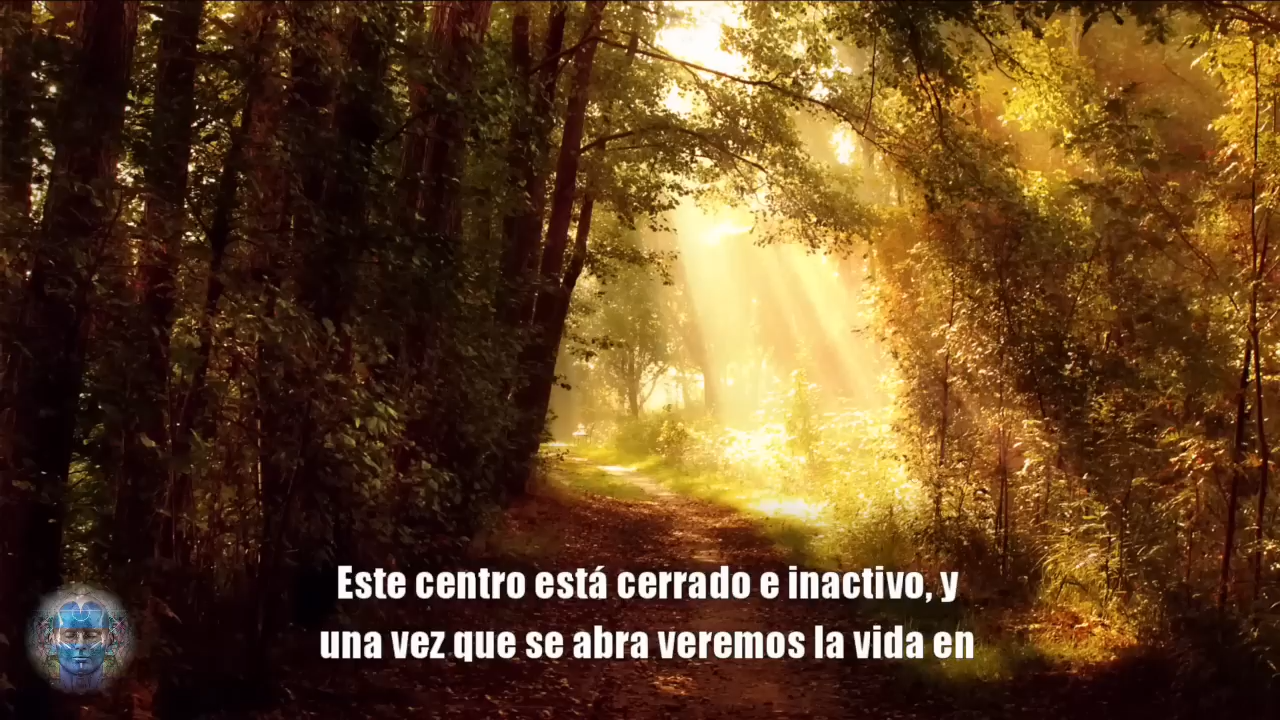 Este centro está cerrado e inactivo, y
una vez que se abra veremos la vida en